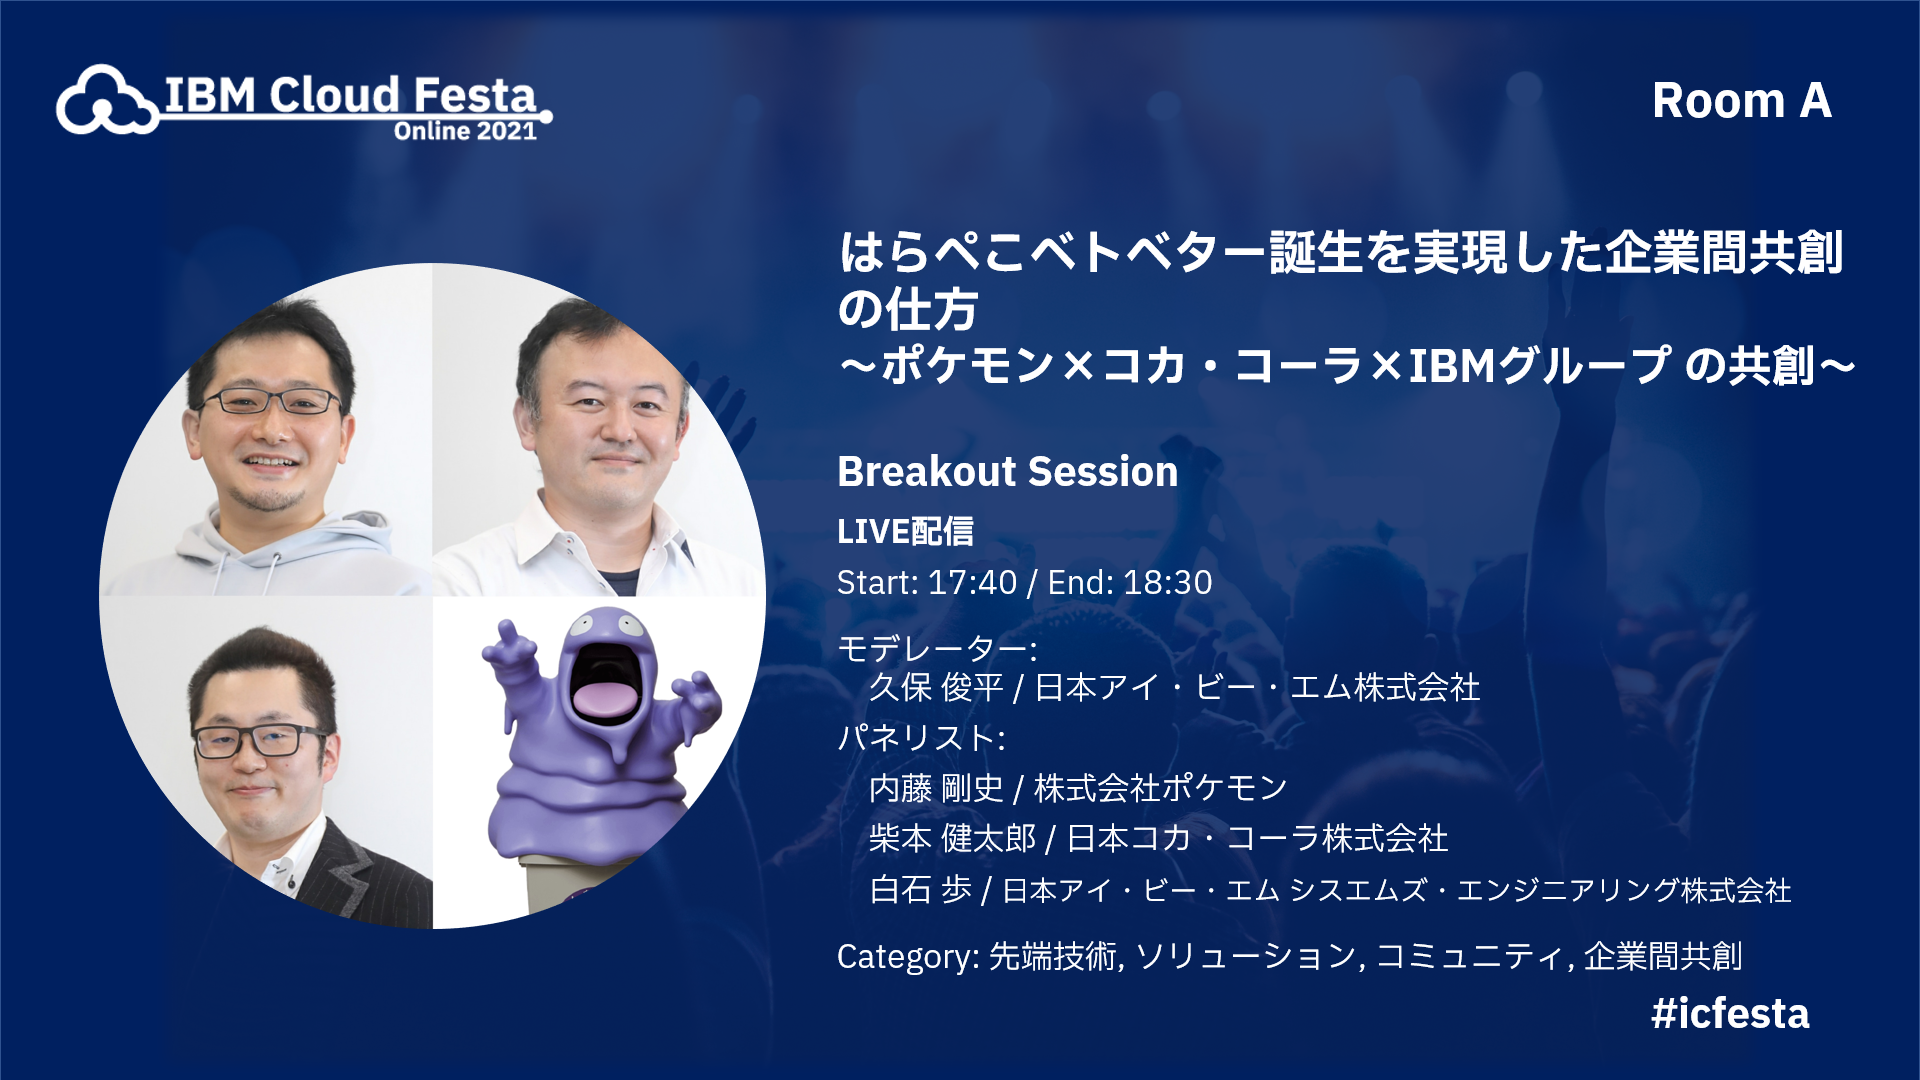 IBM Cloud Festa
Online 2021
Room A
はらぺこベトベター誕生を実現した企業間共創
の仕方
～ポケモン×コカ・コーラ×IBMグループ の共創～
Breakout Session
LIVE配信
Start: 17:40 / End: 18:30
モデレーター:
久保 俊平 / 日本アイ・ビー・エム株式会社
パネリスト:
内藤 剛史 / 株式会社ポケモン
柴本 健太郎 / 日本コカ・コーラ株式会社
白石 歩 / 日本アイ・ビー・エム シスエムズ・エンジニアリング株式会社
Category: 先端技術, ソリューション, コミュニティ, 企業間共創
#icfesta